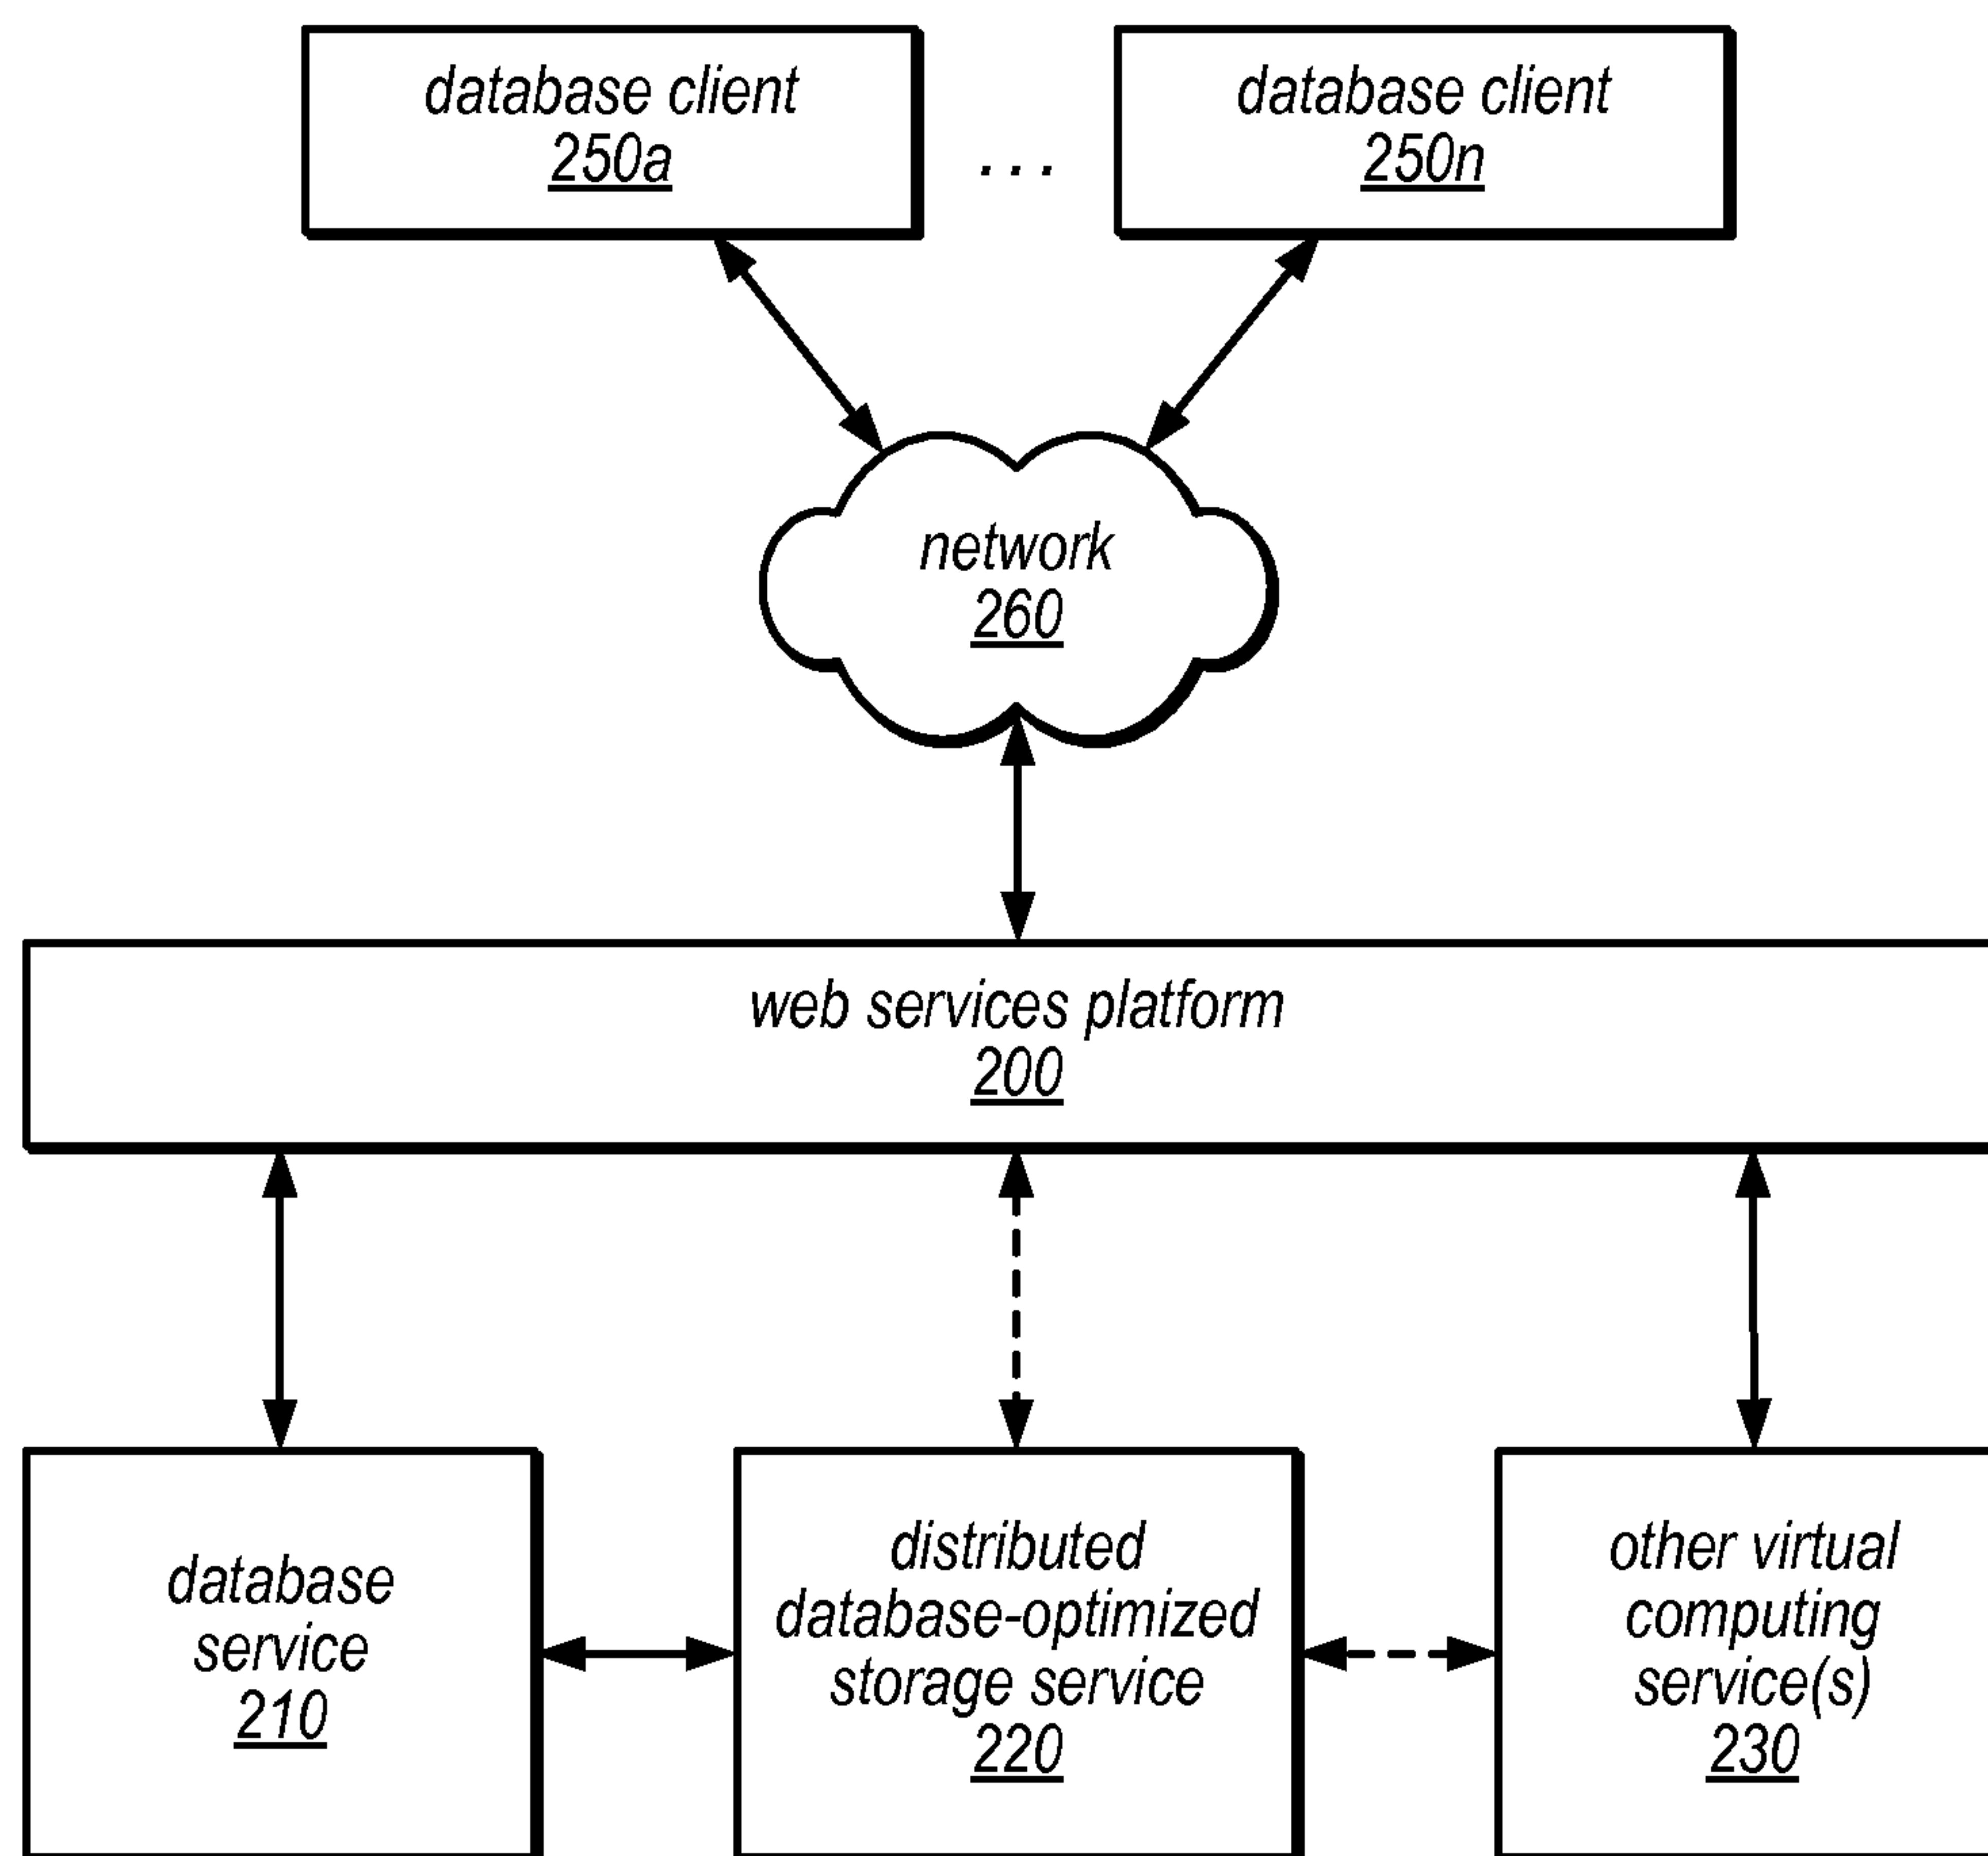 database client
250a
. . .
database client
250n
network
260
web services platform
200
database
service
210
distributed
database-optimized
storage service
220
other virtual
computing
service(s)
230